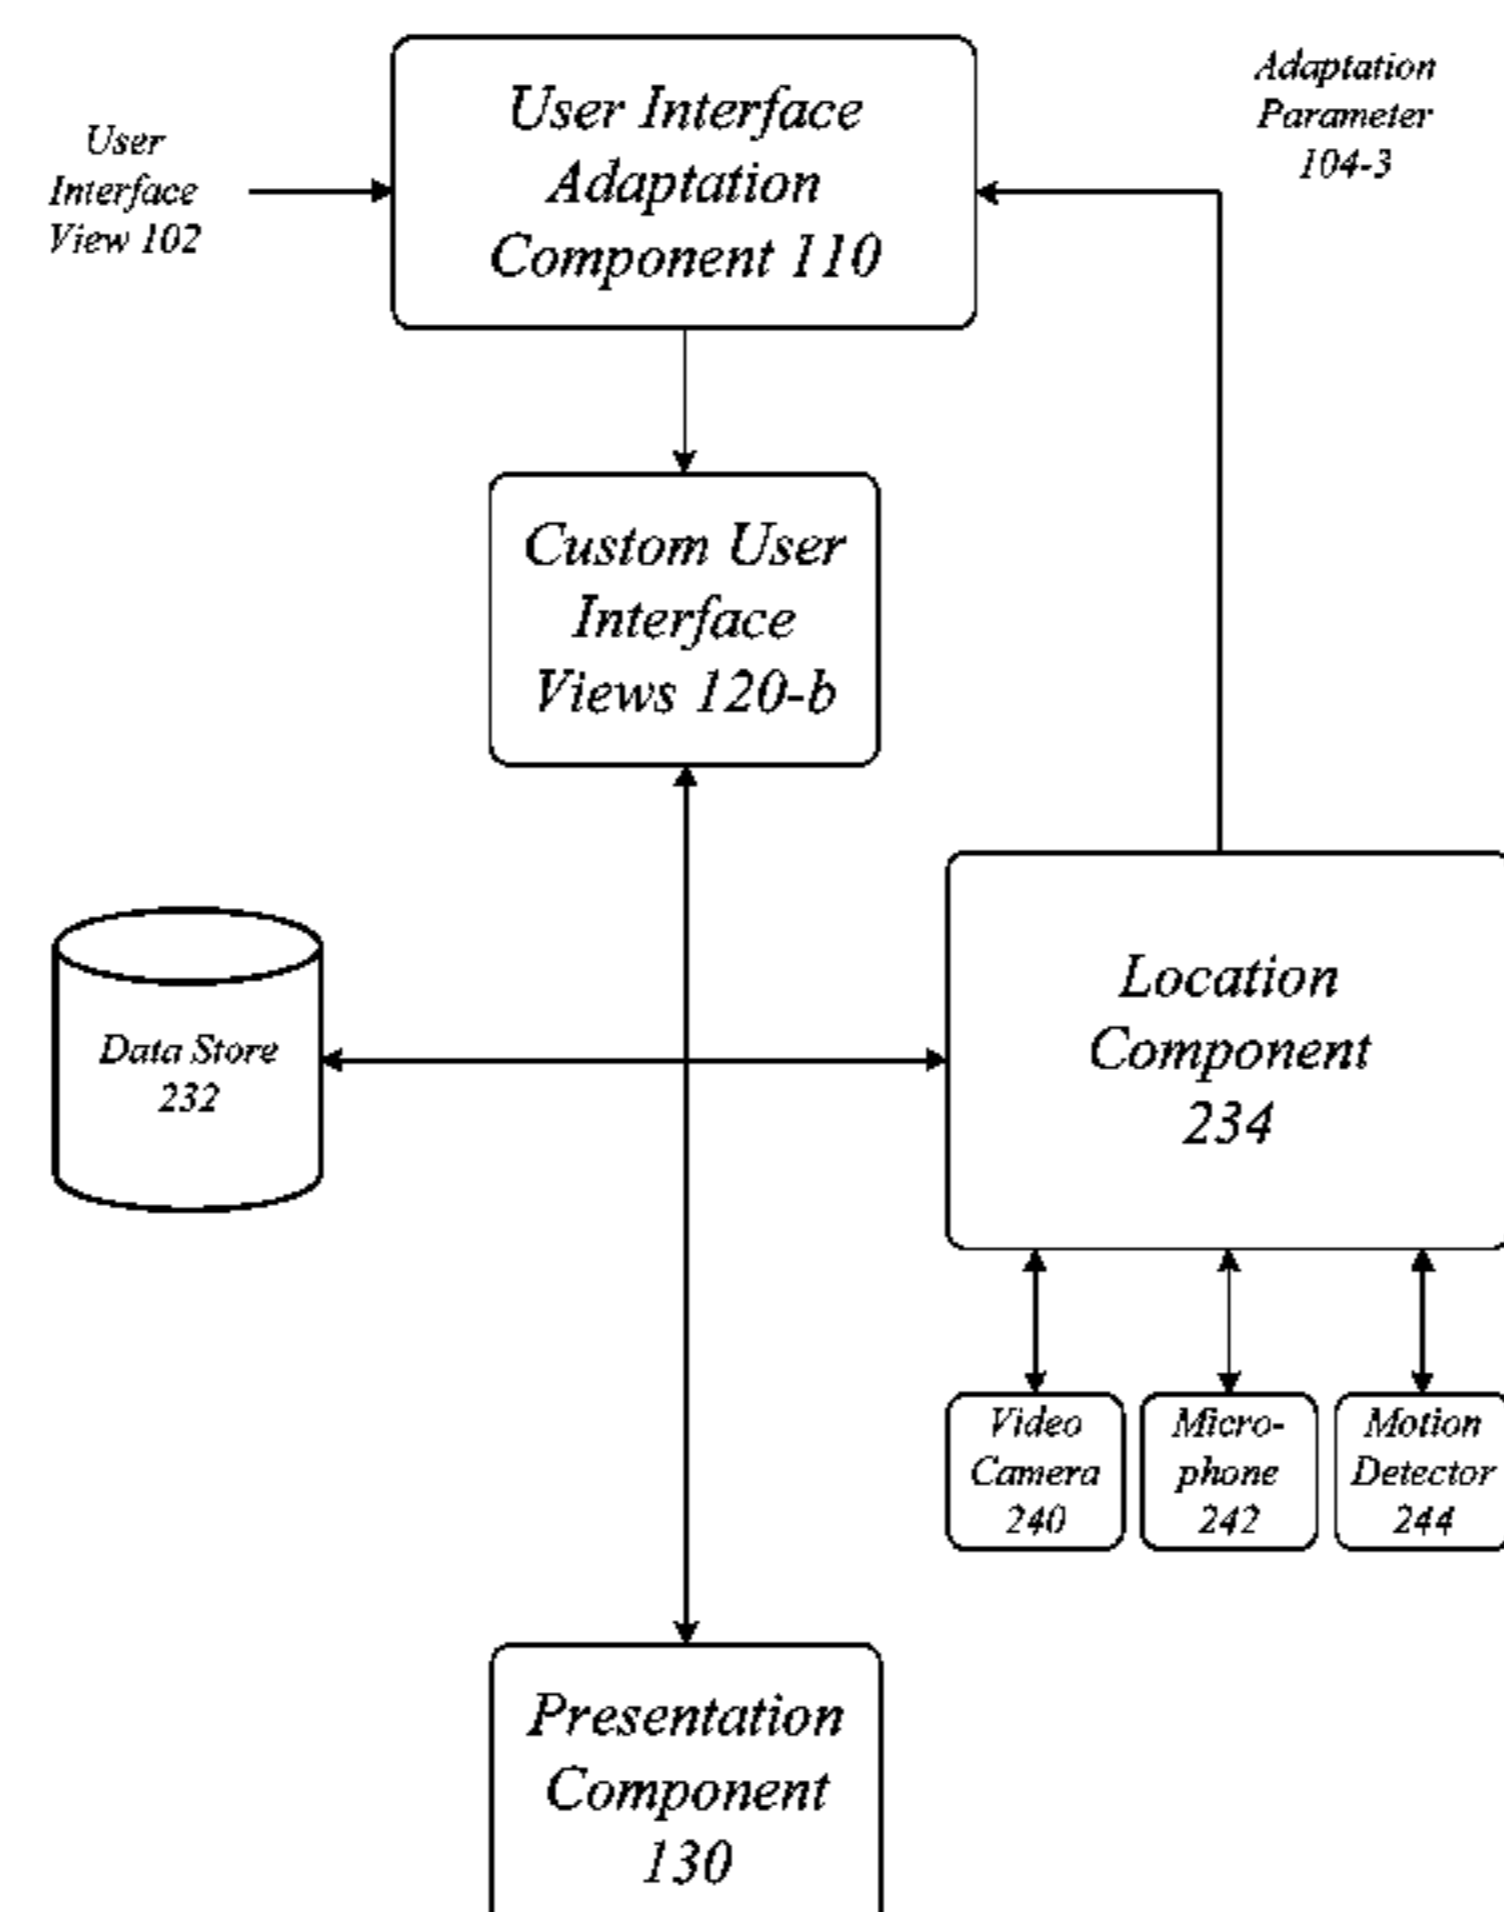 User Interface
Adaptation
Component 110
Adaptation
Parameter
104-3
User
Interface
View 102
Custom User
Interface
Views 120-b
Data Store
232
Location
Component
234
Video
Camera
240
Micro-
phone
242
Motion
Detector
244
Presentation
Component
130